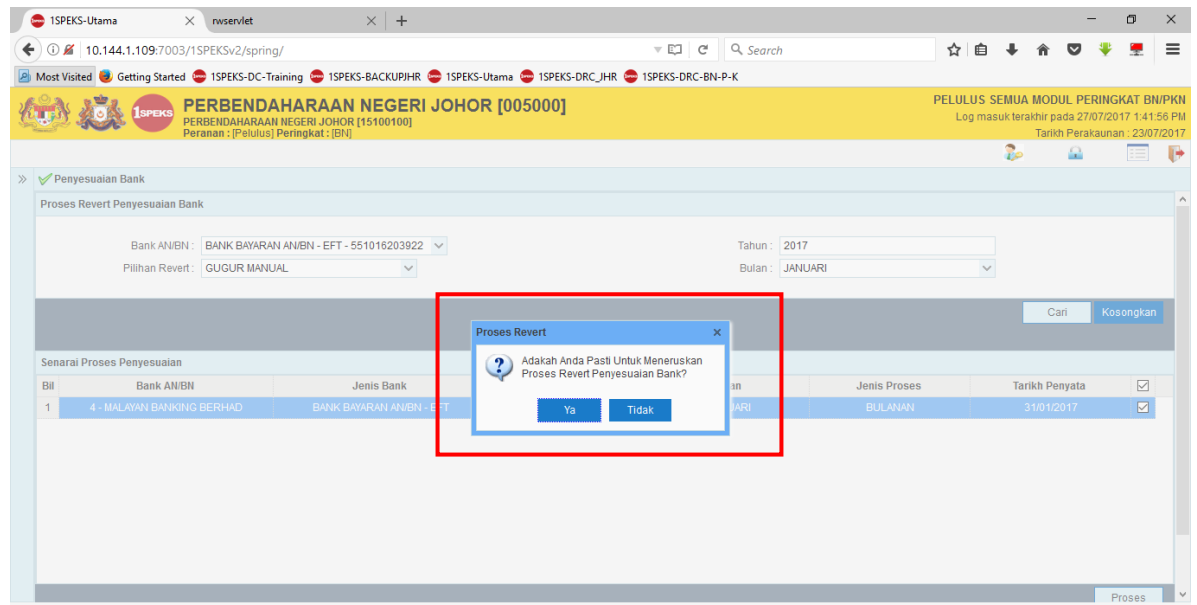 1SPEKS-Utama
rwservlet
10.144.1.109:7003/1SPEKSv2/spring/
Search
Most Visited Getting Started 1SPEKS-DC-Training 1SPEKS-BACKUPJHR 1SPEKS-Utama 1SPEKS-DRC_JHR 1SPEKS-DRC-BN-P-K
1SPEKS
PERBENDAHARAAN NEGERI JOHOR [005000]
PERBENDAHARAAN NEGERI JOHOR [15100100]
Peranan : [Pelulus] Peringkat : [BN]
PELULUS SEMUA MODUL PERINGKAT BN/PKN
Log masuk terakhir pada 27/07/2017 1:41:56 PM
Tarikh Perakaunan : 23/07/2017
Penyesuaian Bank
Proses Revert Penyesuaian Bank
Bank AN/BN : BANK BAYARAN AN/BN - EFT - 551016203922
Tahun : 2017
Pilihan Revert : GUGUR MANUAL
Bulan : JANUARI
Cari Kosongkan
Proses Revert
Adakah Anda Pasti Untuk Meneruskan
Proses Revert Penyesuaian Bank?
Ya Tidak
Senarai Proses Penyesuaian
Bil Bank AN/BN Jenis Bank an Jenis Proses Tarikh Penyata
1 4 - MALAYAN BANKING BERHAD BANK BAYARAN AN/BN - EFT ARI BULANAN 31/01/2017
Proses